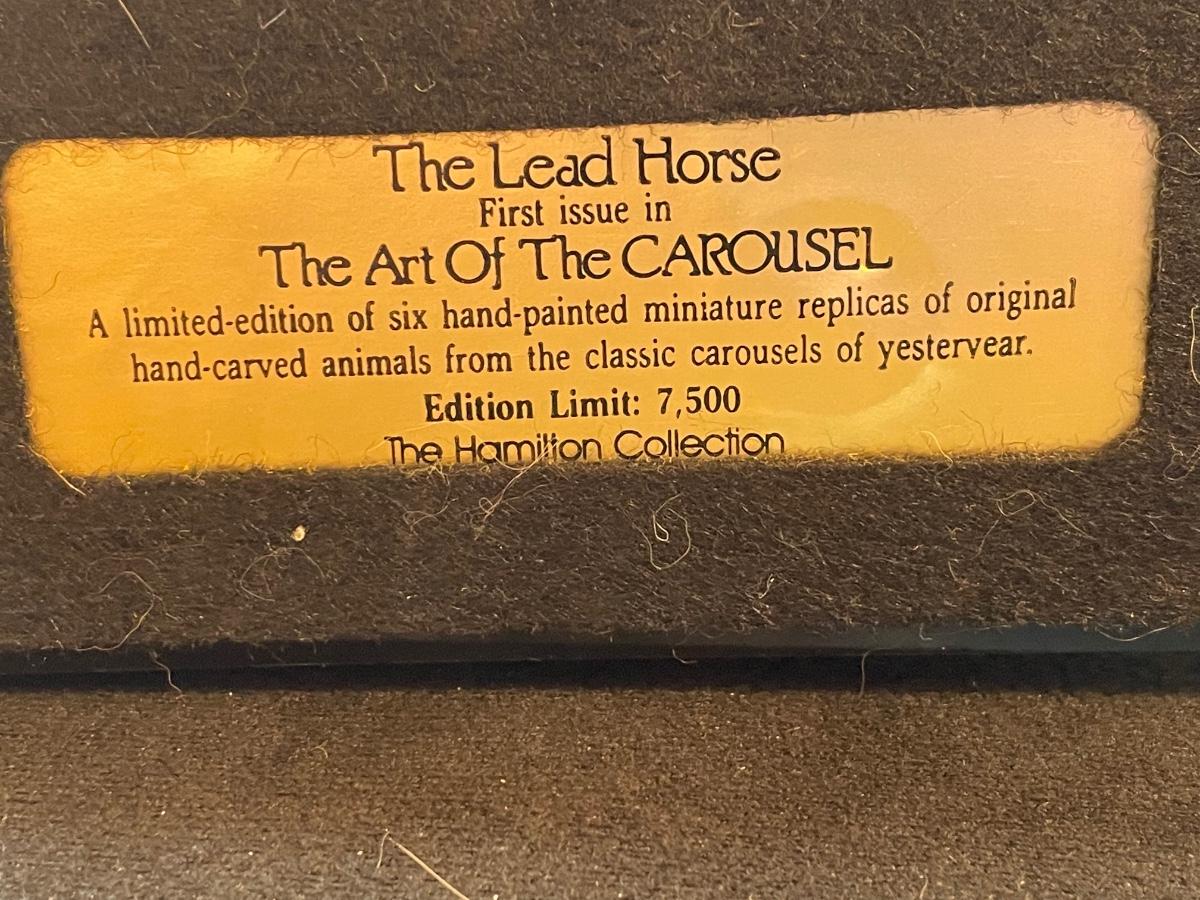 The Lead Horse
First issue in
The Art Of The CAROUSEL
A limited-edition of six hand-painted miniature replicas of original
hand-carved animals from the classic carousels of yesteryear.
Edition Limit: 7,500
The Hamilton Collection